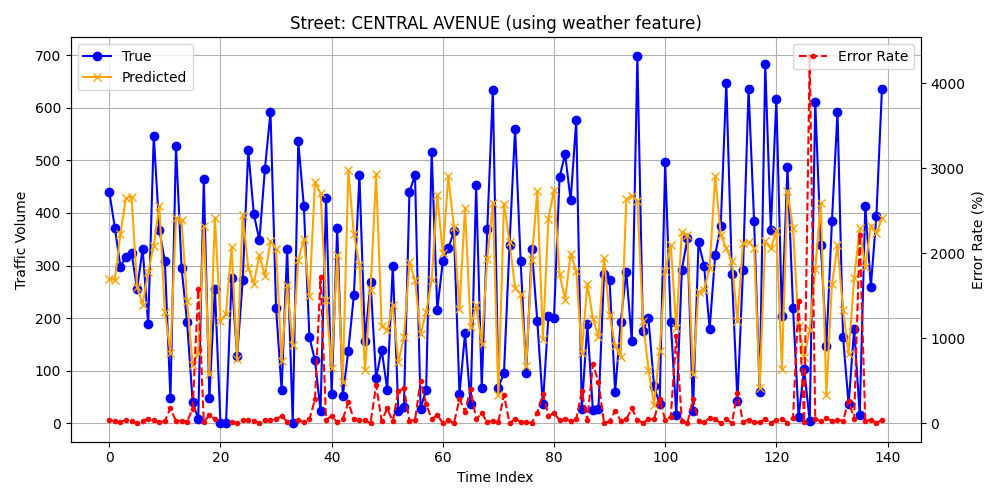 Street: CENTRAL AVENUE (using weather feature)
True
Predicted
Error Rate
700
600
500
400
300
200
100
0
Traffic Volume
4000
3000
2000
1000
0
Error Rate (%)
0 20 40 60 80 100 120 140
Time Index